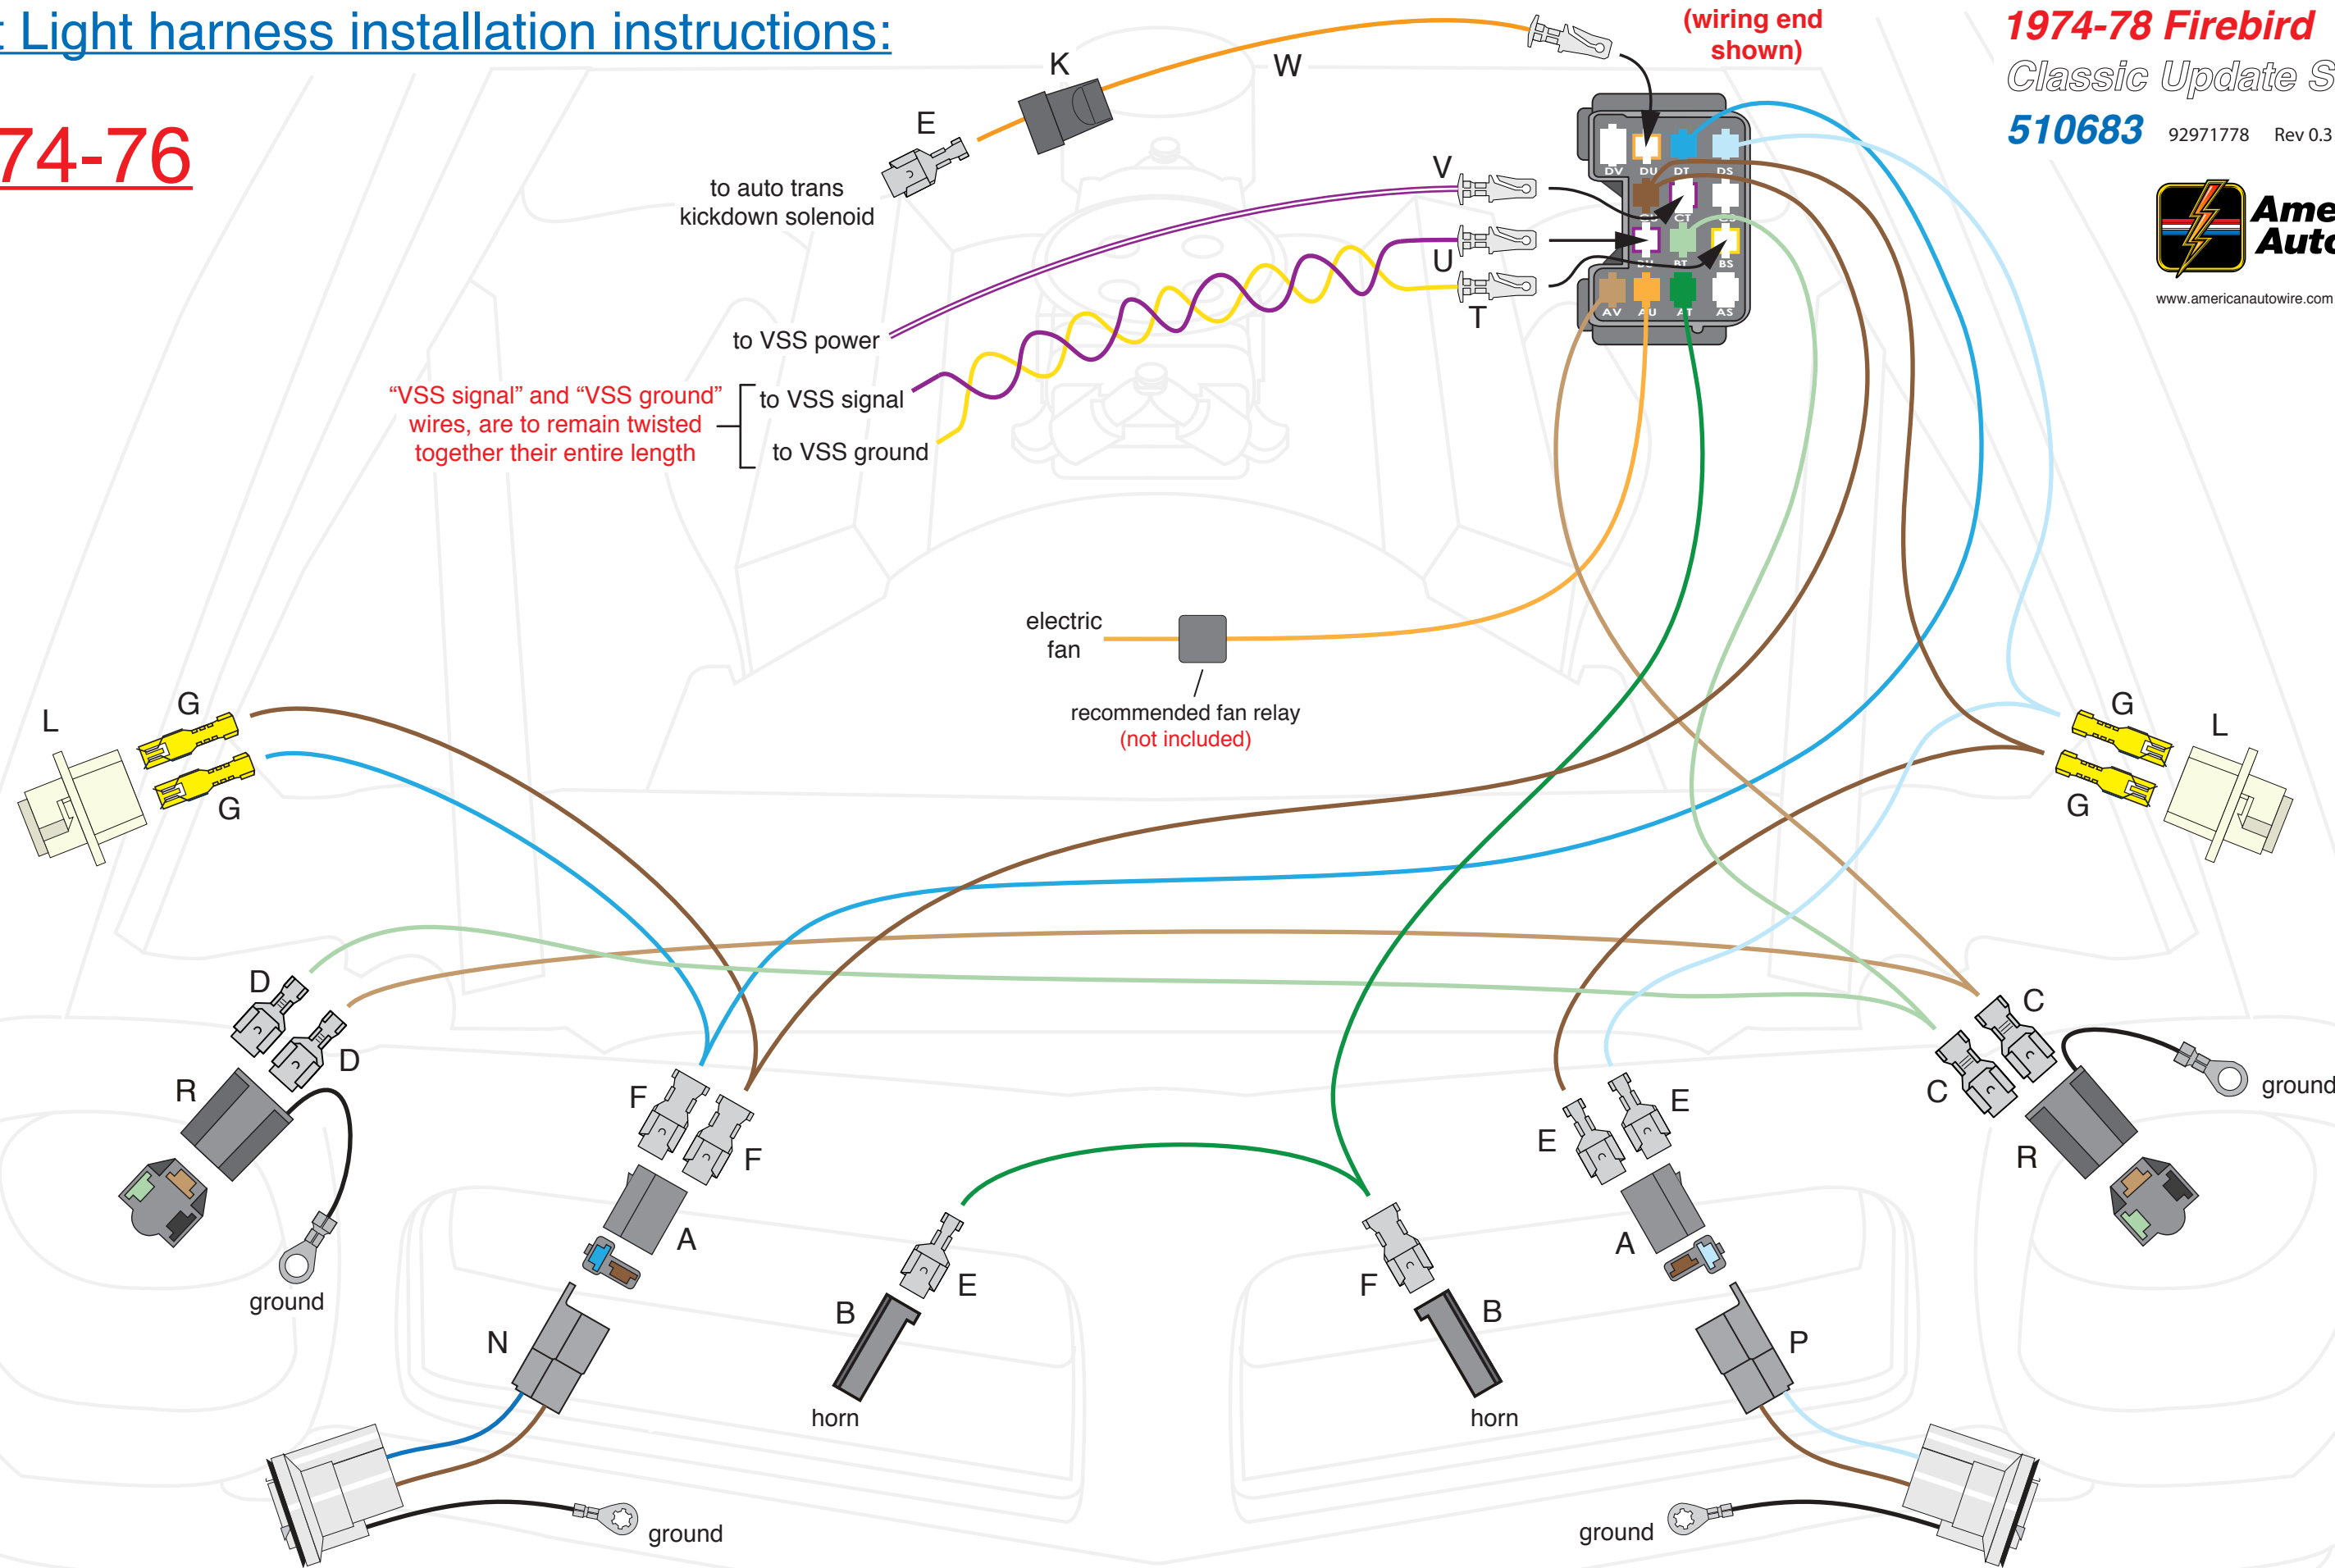 Light harness installation instructions:
74-76
(wiring end
shown)
1974-78 Firebird
Classic Update S
510683 92971778 Rev 0.3
Ame
Auto
www.americanautowire.com
K
W
E
to auto trans
kickdown solenoid
V
U
T
DV DU DT DS
CT
BT BS
AV AU AT AS
to VSS power
"VSS signal" and "VSS ground"
wires, are to remain twisted
together their entire length
to VSS signal
to VSS ground
electric
fan
recommended fan relay
(not included)
L
G
G
G
L
G
D
D
R
C
C
R
ground
F
F
A
E
E
A
ground
E
B
horn
F
B
horn
N
P
ground
ground